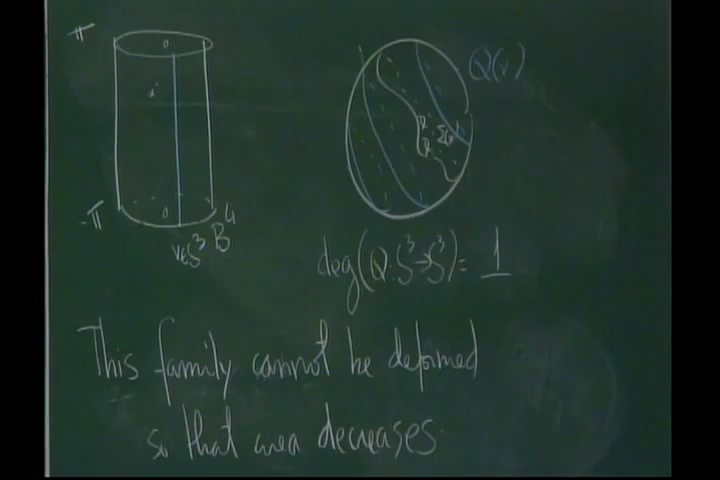 π
Q(v)
-π
v∈S³ B⁴
deg(Q:S³→S³)= 1
This family cannot be deformed
so that area decreases.